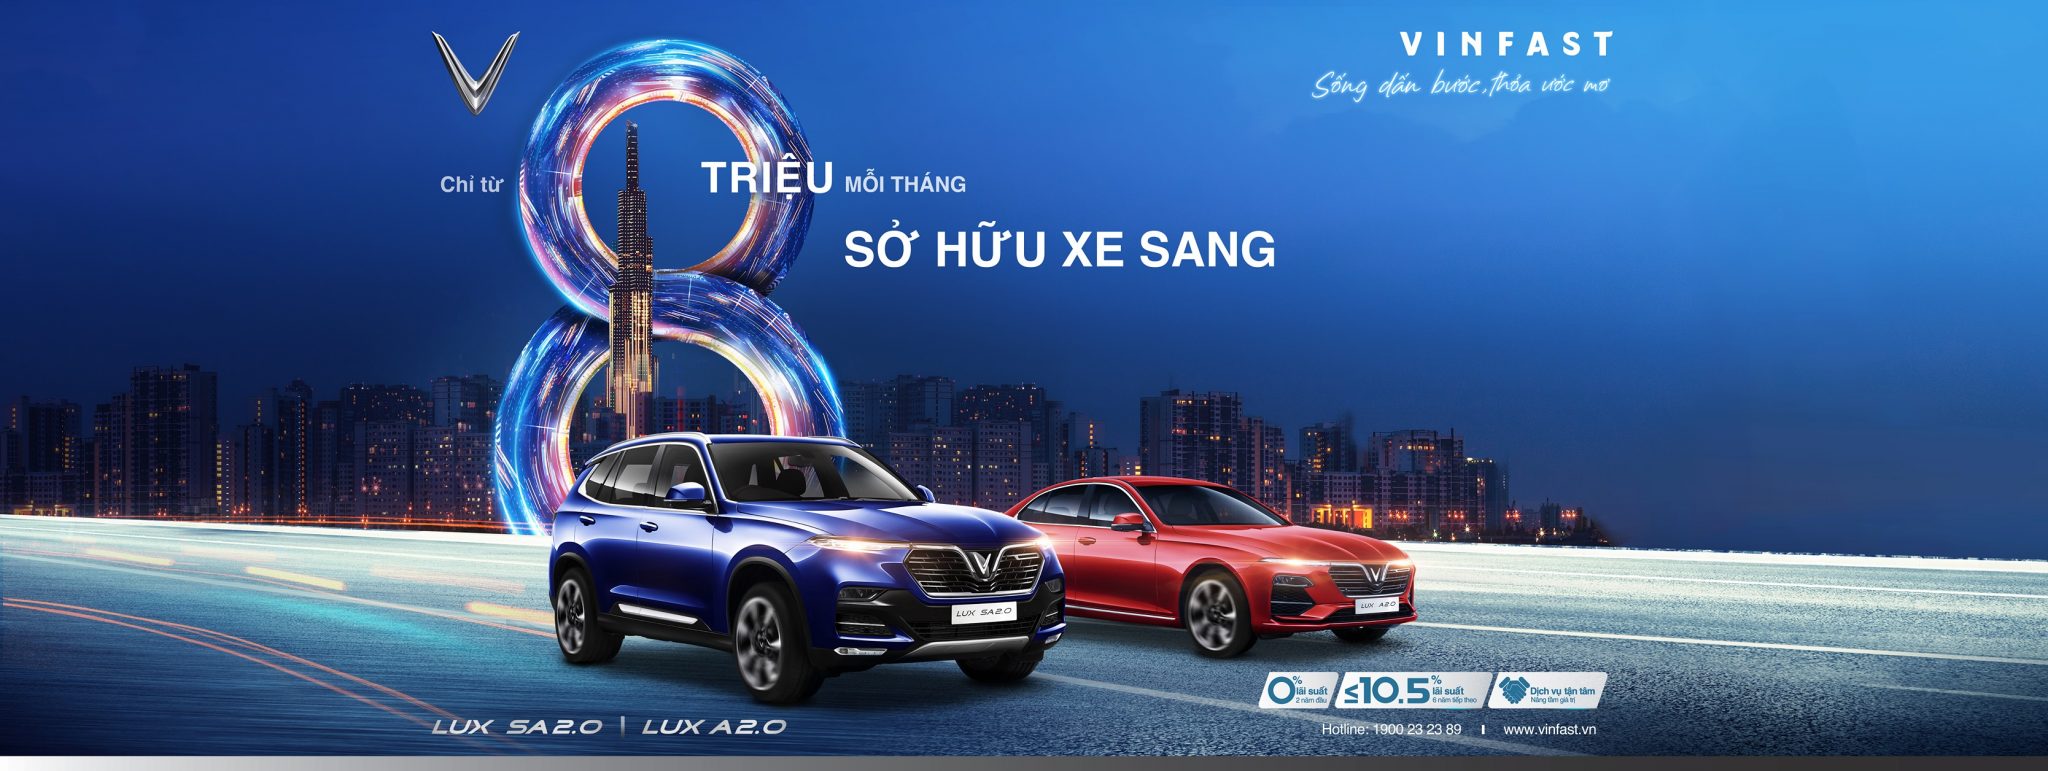 VINFAST
Sống dấn bước, thỏa ước mơ
Chỉ từ 8 TRIỆU MỖI THÁNG
SỞ HỮU XE SANG
LUX SA2.0
LUX A2.0
0% lãi suất
2 năm đầu
≤10.5% lãi suất
6 năm tiếp theo
Dịch vụ tận tâm
Nâng tầm giá trị
LUX SA2.0 | LUX A2.0
Hotline: 1900 23 23 89 I www.vinfast.vn